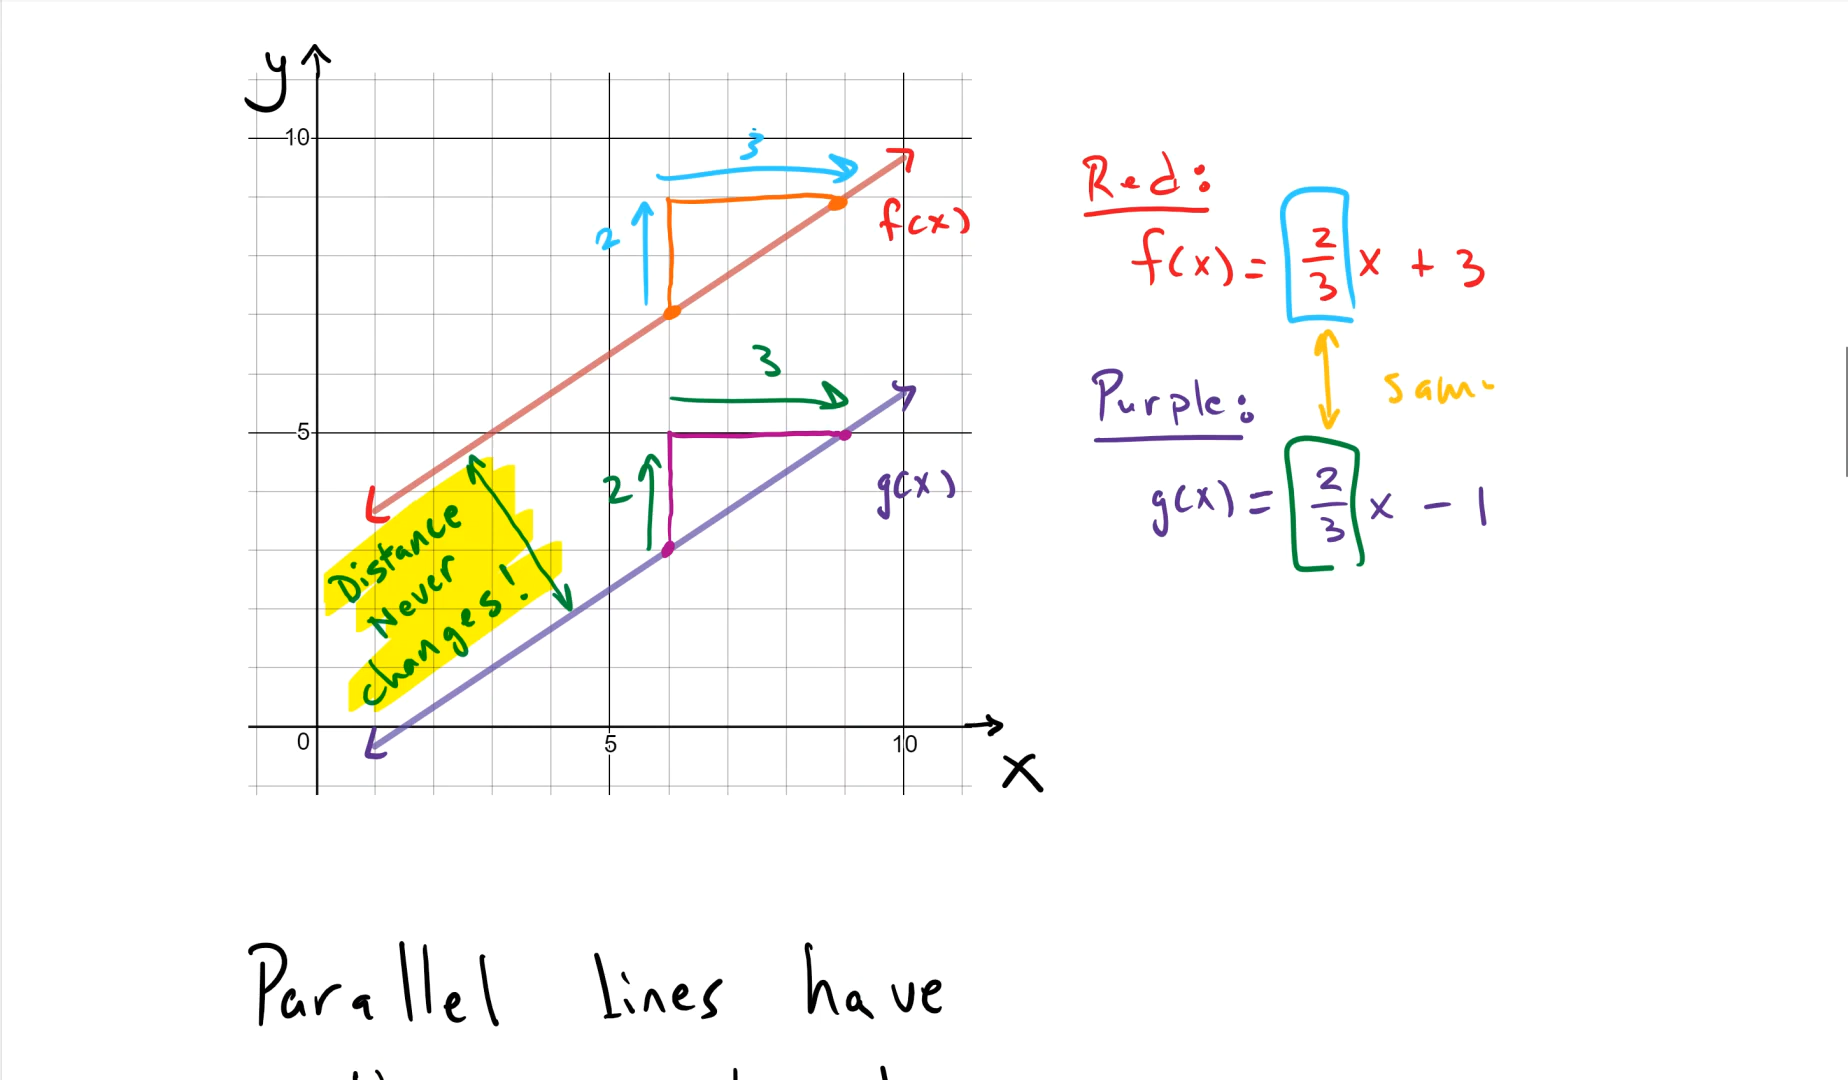 y
10
3
2
f(x)
3
5
2
g(x)
Distance
Never
changes!
0
5
10
x
Red:
f(x) = 2/3 x + 3
Purple:
g(x) = 2/3 x - 1
Parallel lines have